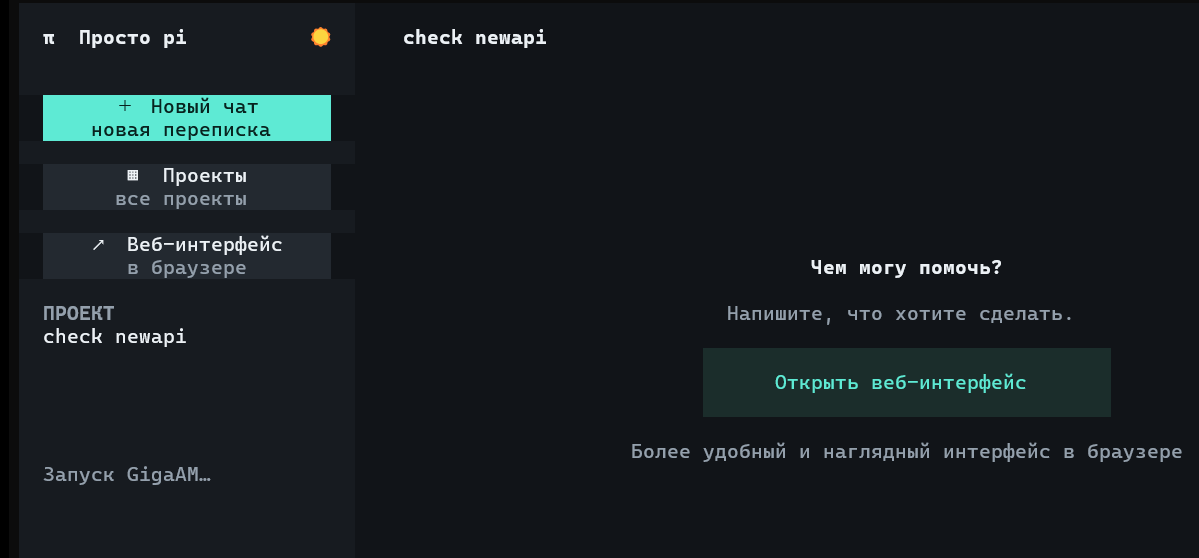 π Просто pi
check newapi
+ Новый чат
новая переписка
▦ Проекты
все проекты
↗ Веб-интерфейс
в браузере
ПРОЕКТ
check newapi
Запуск GigaAM…
Чем могу помочь?
Напишите, что хотите сделать.
Открыть веб-интерфейс
Более удобный и наглядный интерфейс в браузере